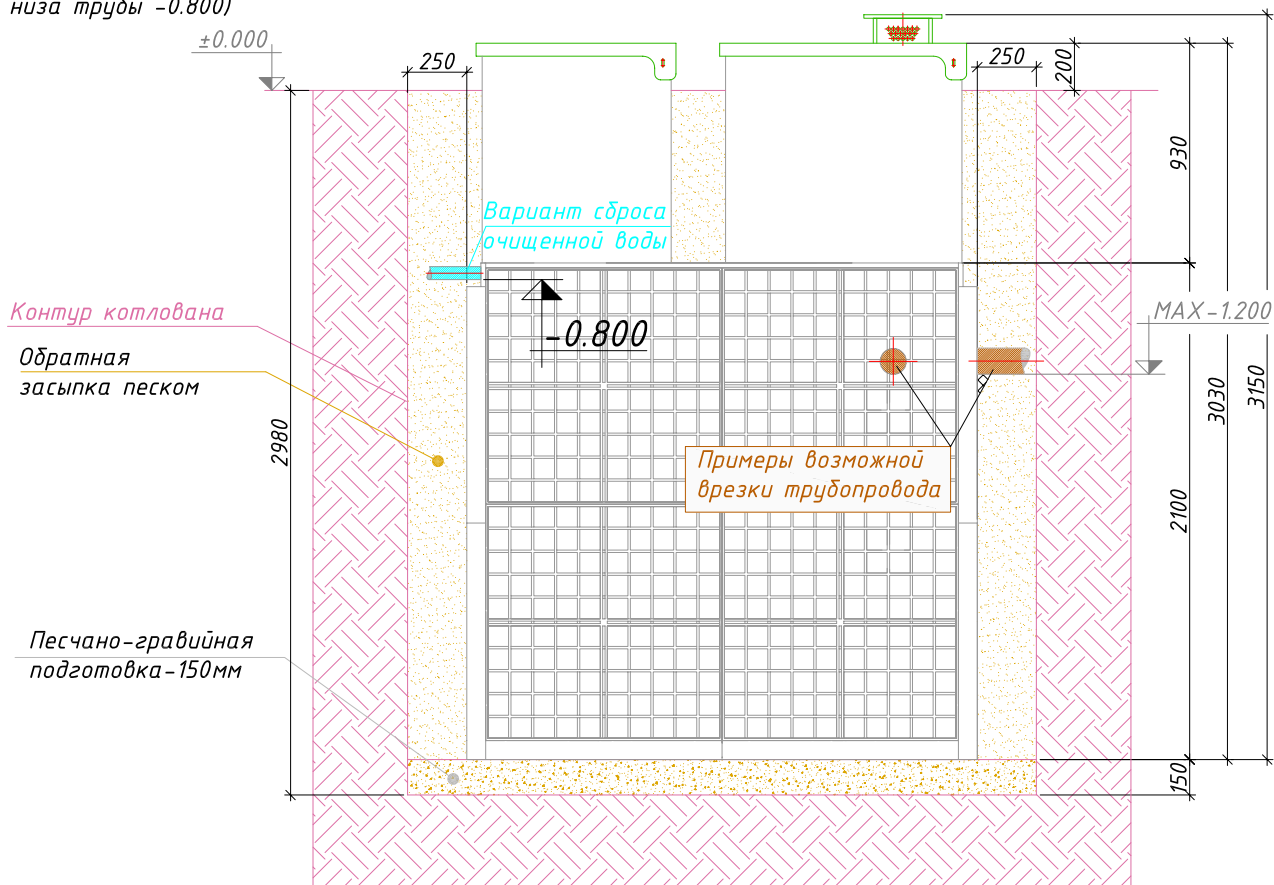 низа трубы -0.800)
±0.000
250
250
200
930
Вариант сброса
очищенной воды
-0.800
Контур котлована
MAX-1.200
Обратная
засыпка песком
2980
3030
3150
Примеры возможной
врезки трубопровода
2100
Песчано-гравийная
подготовка-150мм
150